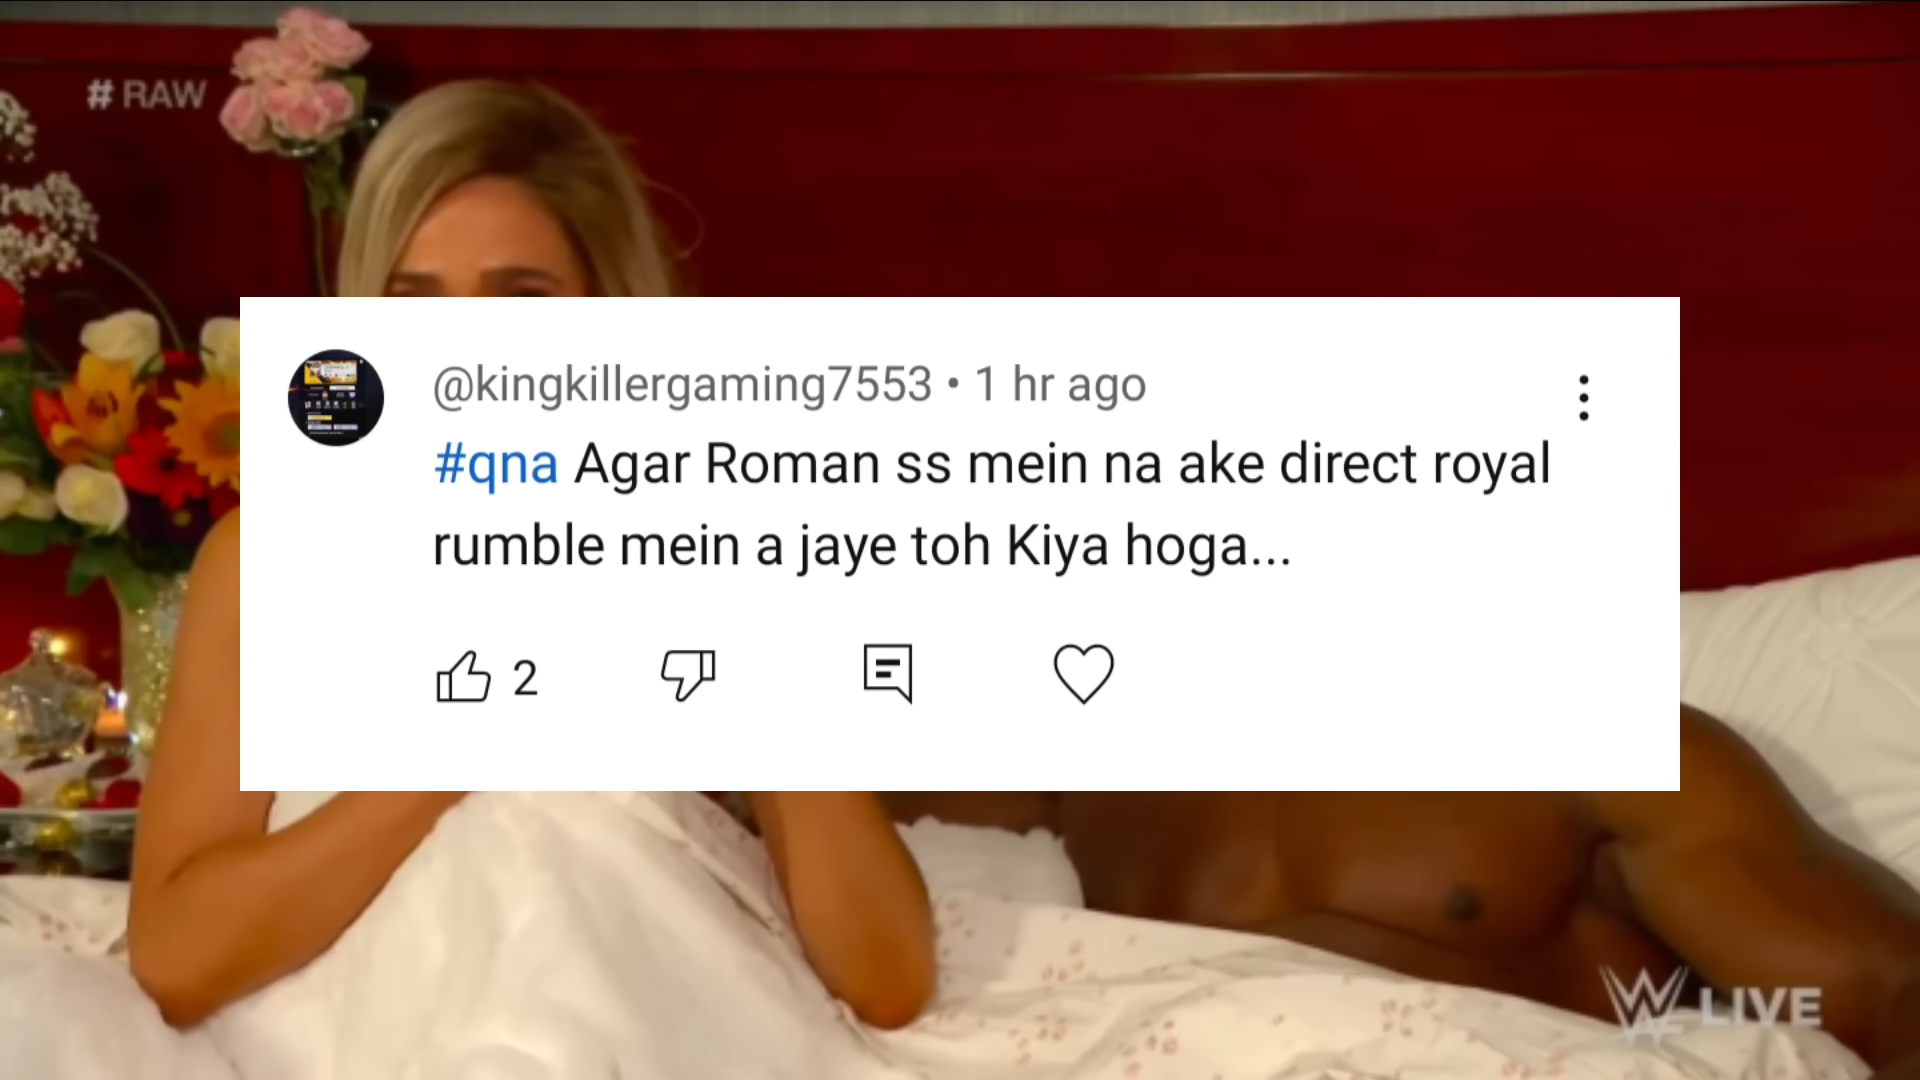 # RAW
@kingkillergaming7553 • 1 hr ago
#qna Agar Roman ss mein na ake direct royal
rumble mein a jaye toh Kiya hoga...
2
W LIVE